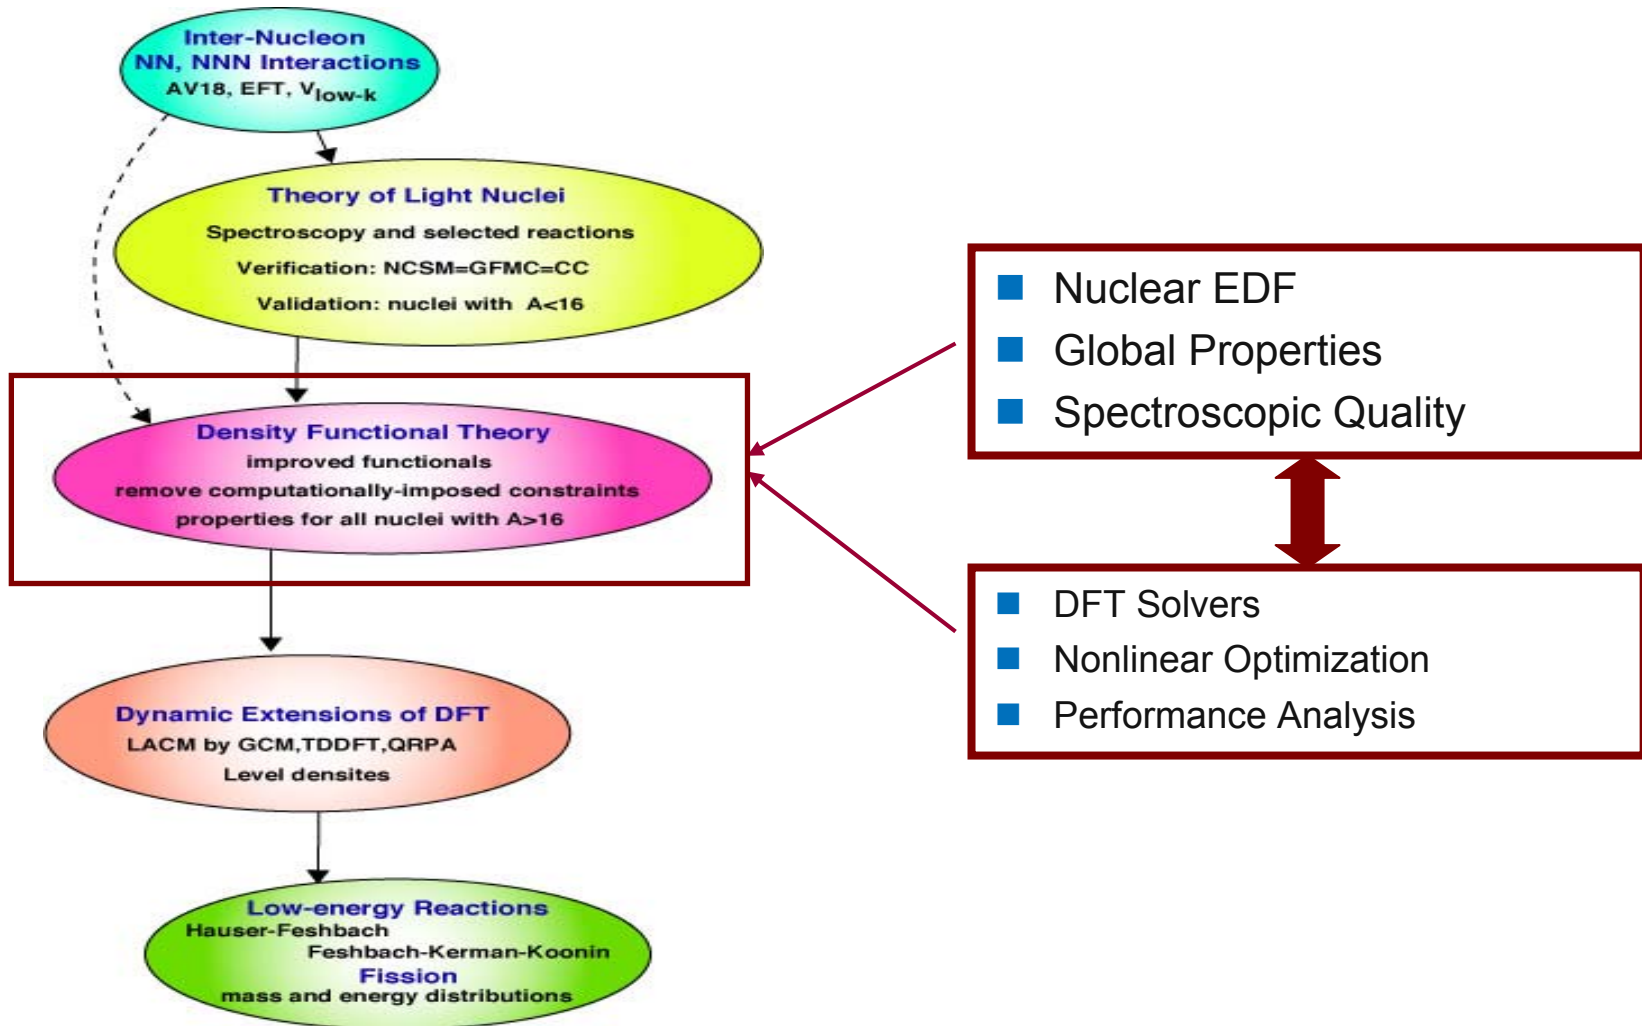 Inter-Nucleon
NN, NNN Interactions
AV18, EFT, Vlow-k
Theory of Light Nuclei
Spectroscopy and selected reactions
Verification: NCSM=GFMC=CC
Validation: nuclei with A<16
Density Functional Theory
improved functionals
remove computationally-imposed constraints
properties for all nuclei with A>16
Dynamic Extensions of DFT
LACM by GCM,TDDFT,QRPA
Level densites
Low-energy Reactions
Hauser-Feshbach
Feshbach-Kerman-Koonin
Fission
mass and energy distributions
Nuclear EDF
Global Properties
Spectroscopic Quality
DFT Solvers
Nonlinear Optimization
Performance Analysis